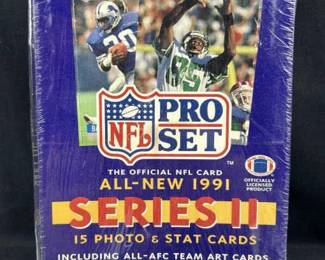 20
NFL
PRO
SET
™
THE OFFICIAL NFL CARD
ALL-NEW 1991
OFFICIALLY
LICENSED PRODUCT
SERIES II
15 PHOTO & STAT CARDS
INCLUDING ALL-AFC TEAM ART CARDS